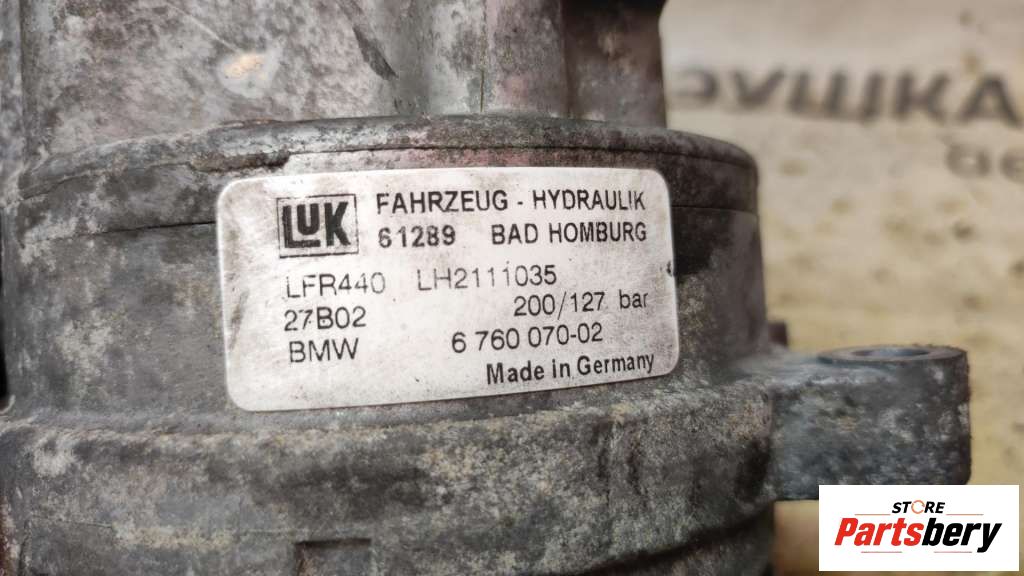 LUK
FAHRZEUG - HYDRAULIK
61289 BAD HOMBURG
LFR440 LH2111035
27B02 200/127 bar
BMW 6 760 070-02
Made in Germany
ЭУШКА
STORE
Partsbery